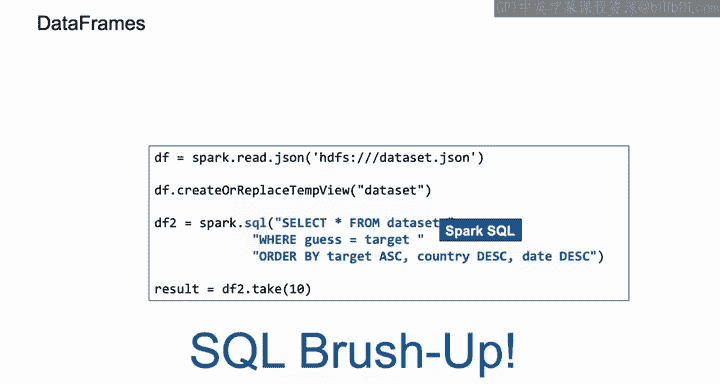 DataFrames
df = spark.read.json('hdfs:///dataset.json')
df.createOrReplaceTempView("dataset")
df2 = spark.sql("SELECT * FROM dataset "
Spark SQL
"WHERE guess = target "
"ORDER BY target ASC, country DESC, date DESC")
result = df2.take(10)
SQL Brush-Up!